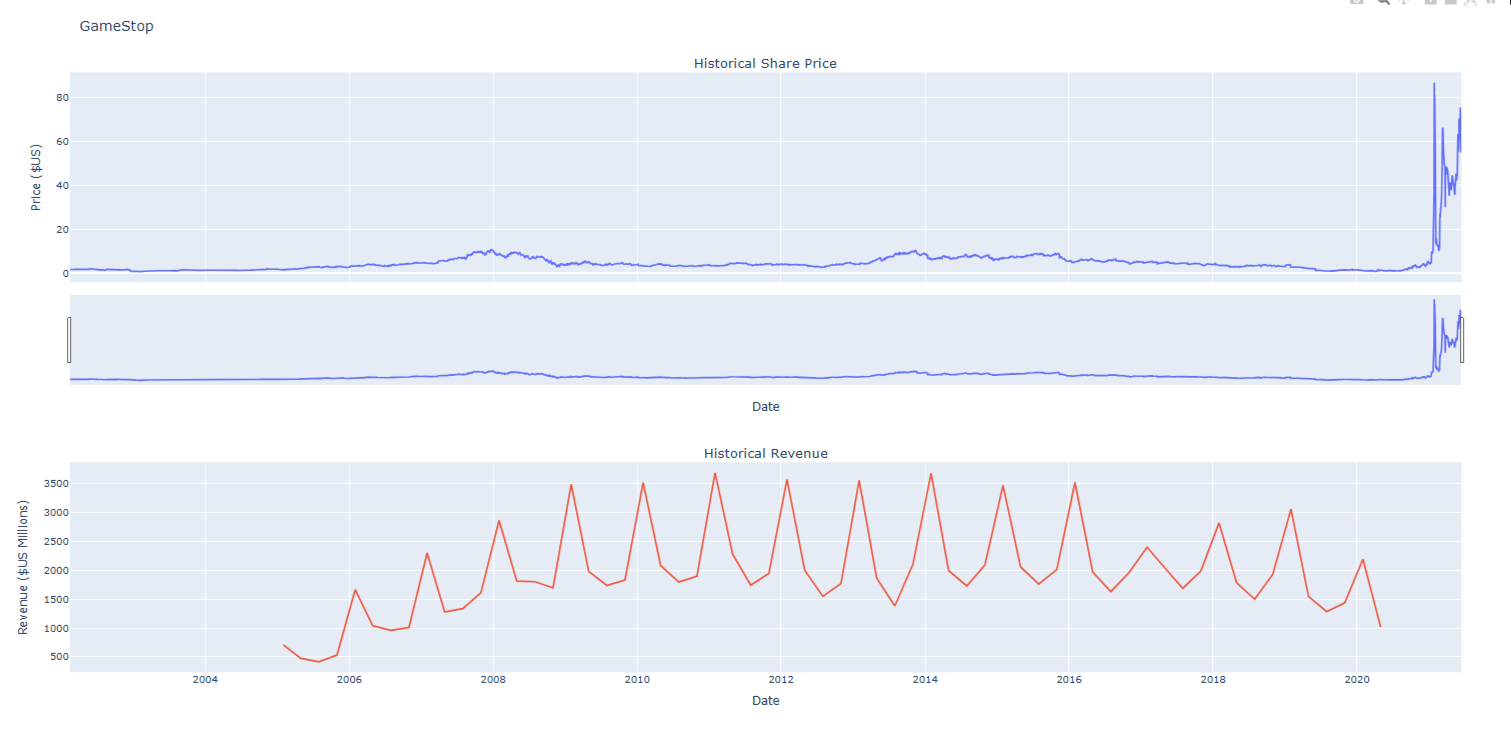 GameStop
Historical Share Price
80
60
40
20
0
Price ($US)
Date
Historical Revenue
3500
3000
2500
2000
1500
1000
500
Revenue ($US Millions)
2004 2006 2008 2010 2012 2014 2016 2018 2020
Date